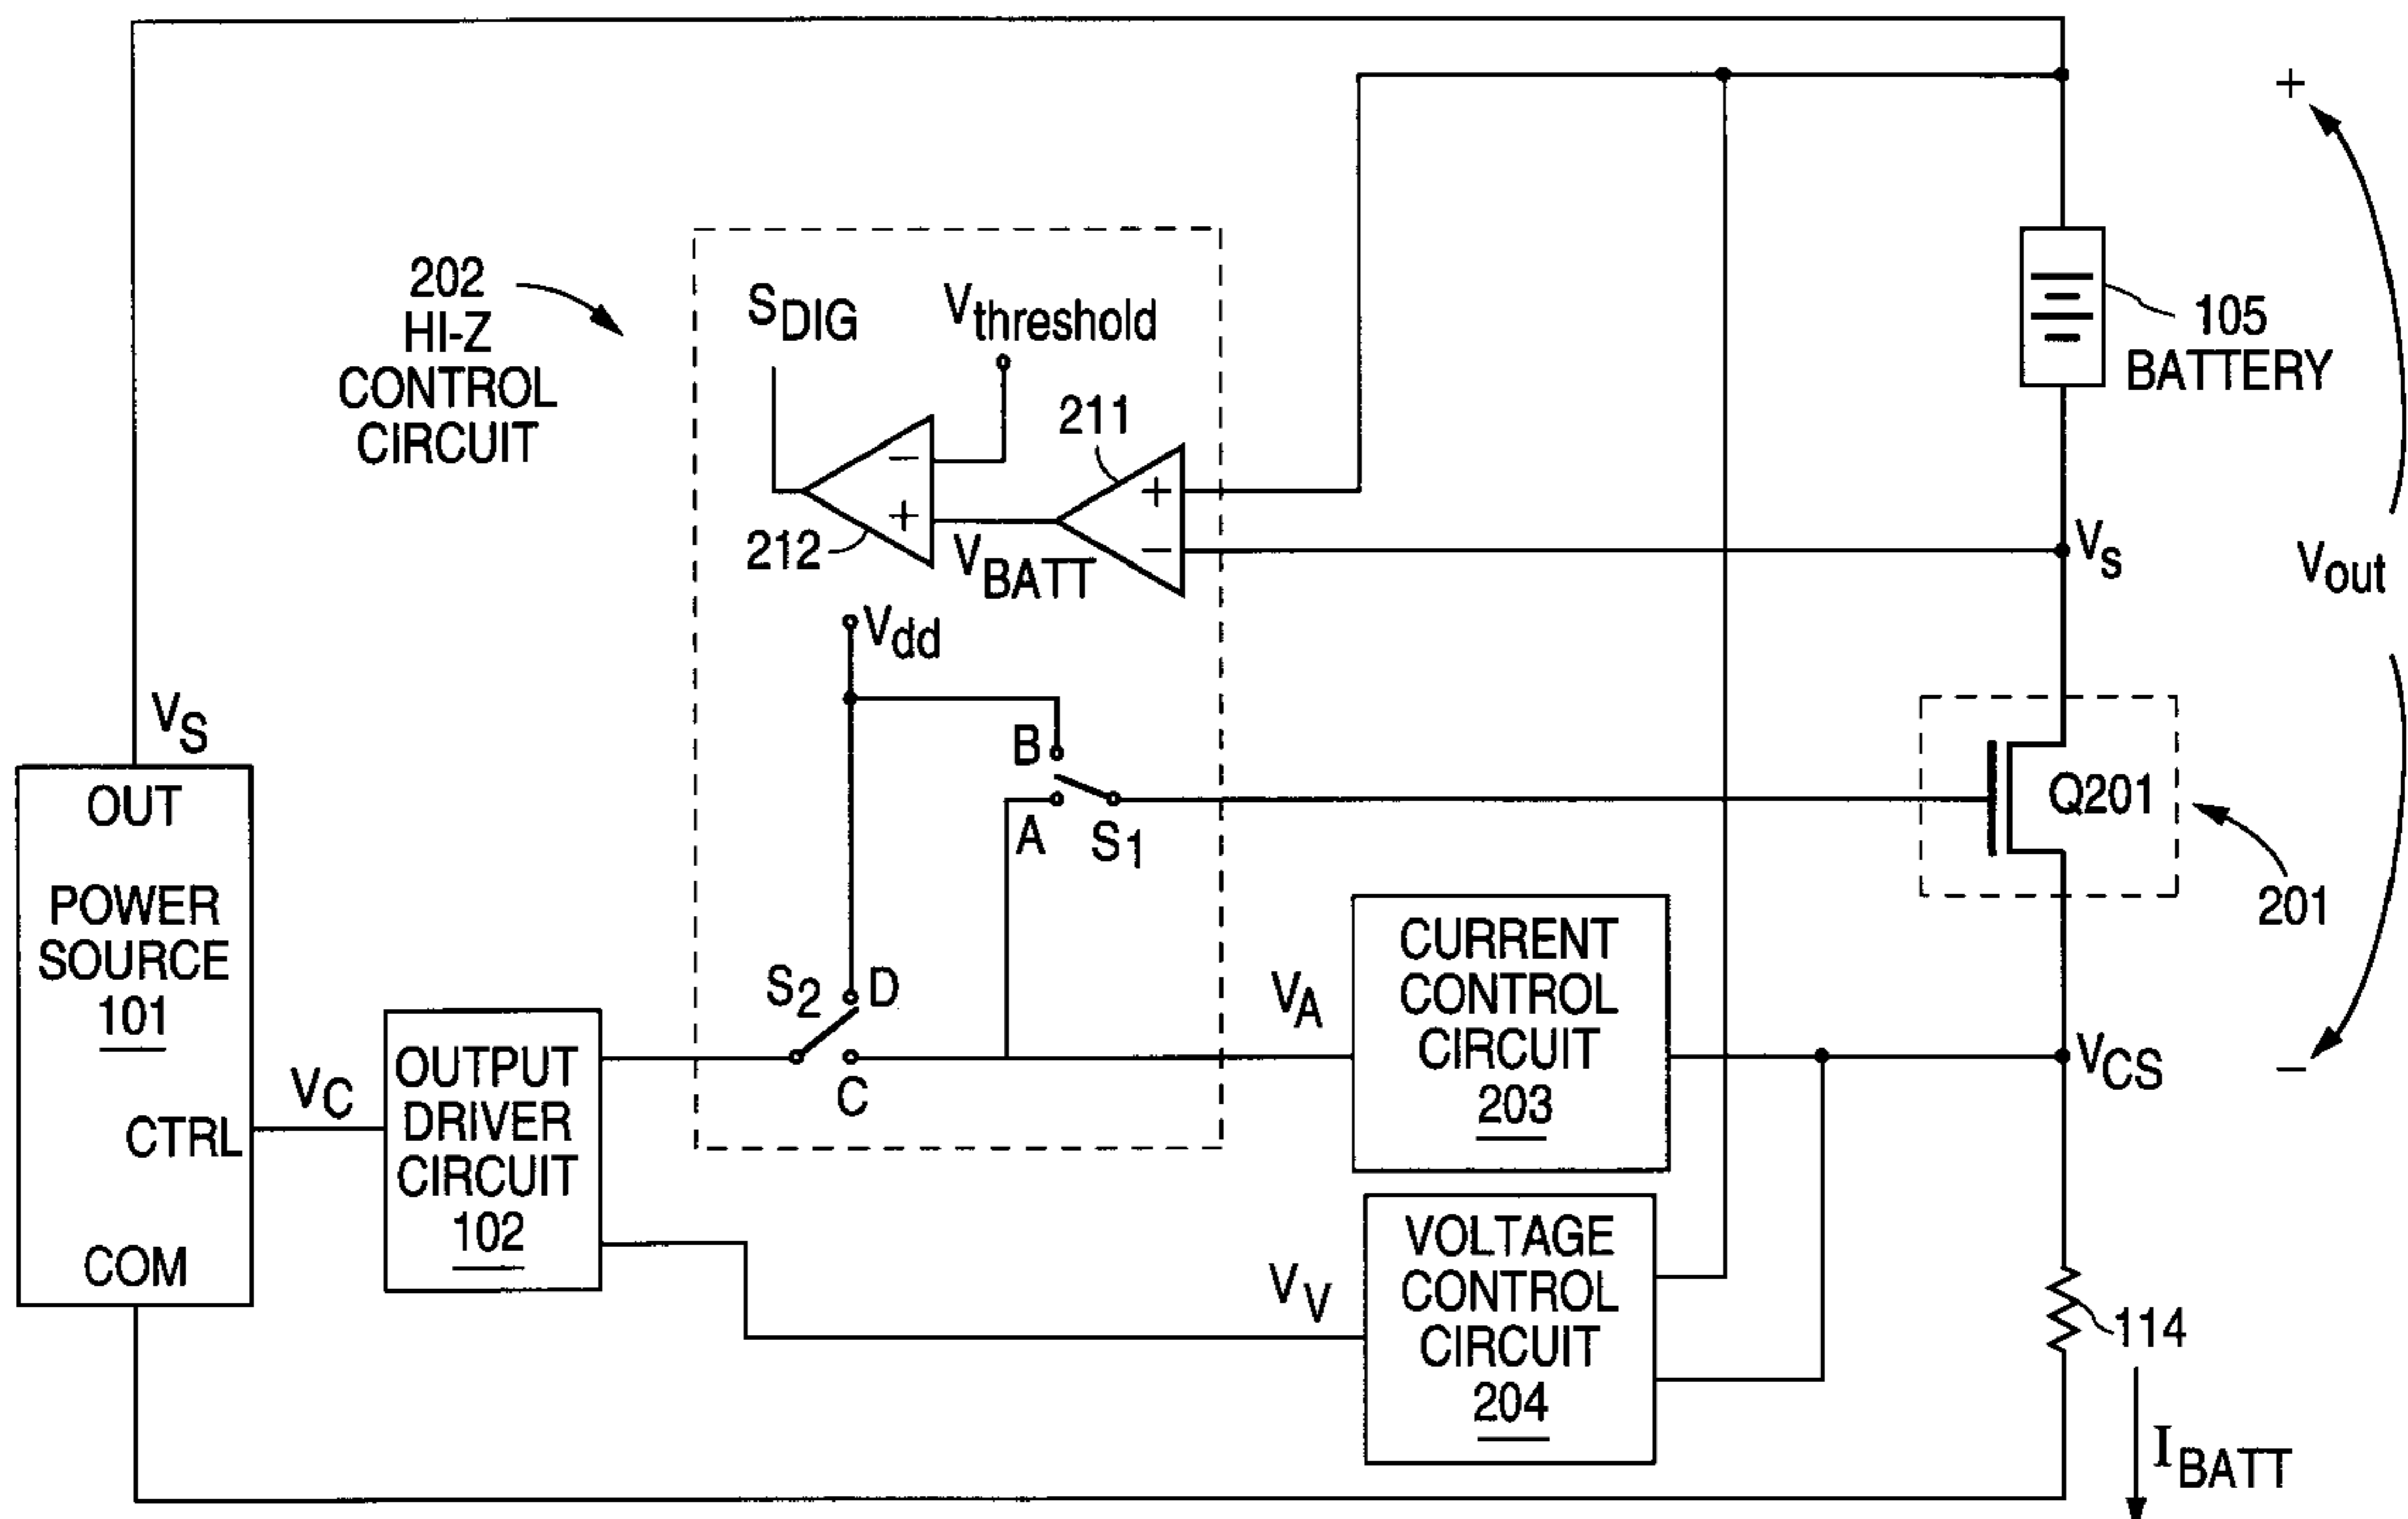 202
HI-Z
CONTROL
CIRCUIT
SDIG
Vthreshold
211
212
VBATT
Vdd
+
−
+
−
B
A
S1
S2
D
C
+
Vout
−
105
BATTERY
Vs
Q201
201
VCS
114
IBATT
VS
OUT
POWER
SOURCE
101
CTRL
COM
VC
OUTPUT
DRIVER
CIRCUIT
102
VA
CURRENT
CONTROL
CIRCUIT
203
VV
VOLTAGE
CONTROL
CIRCUIT
204